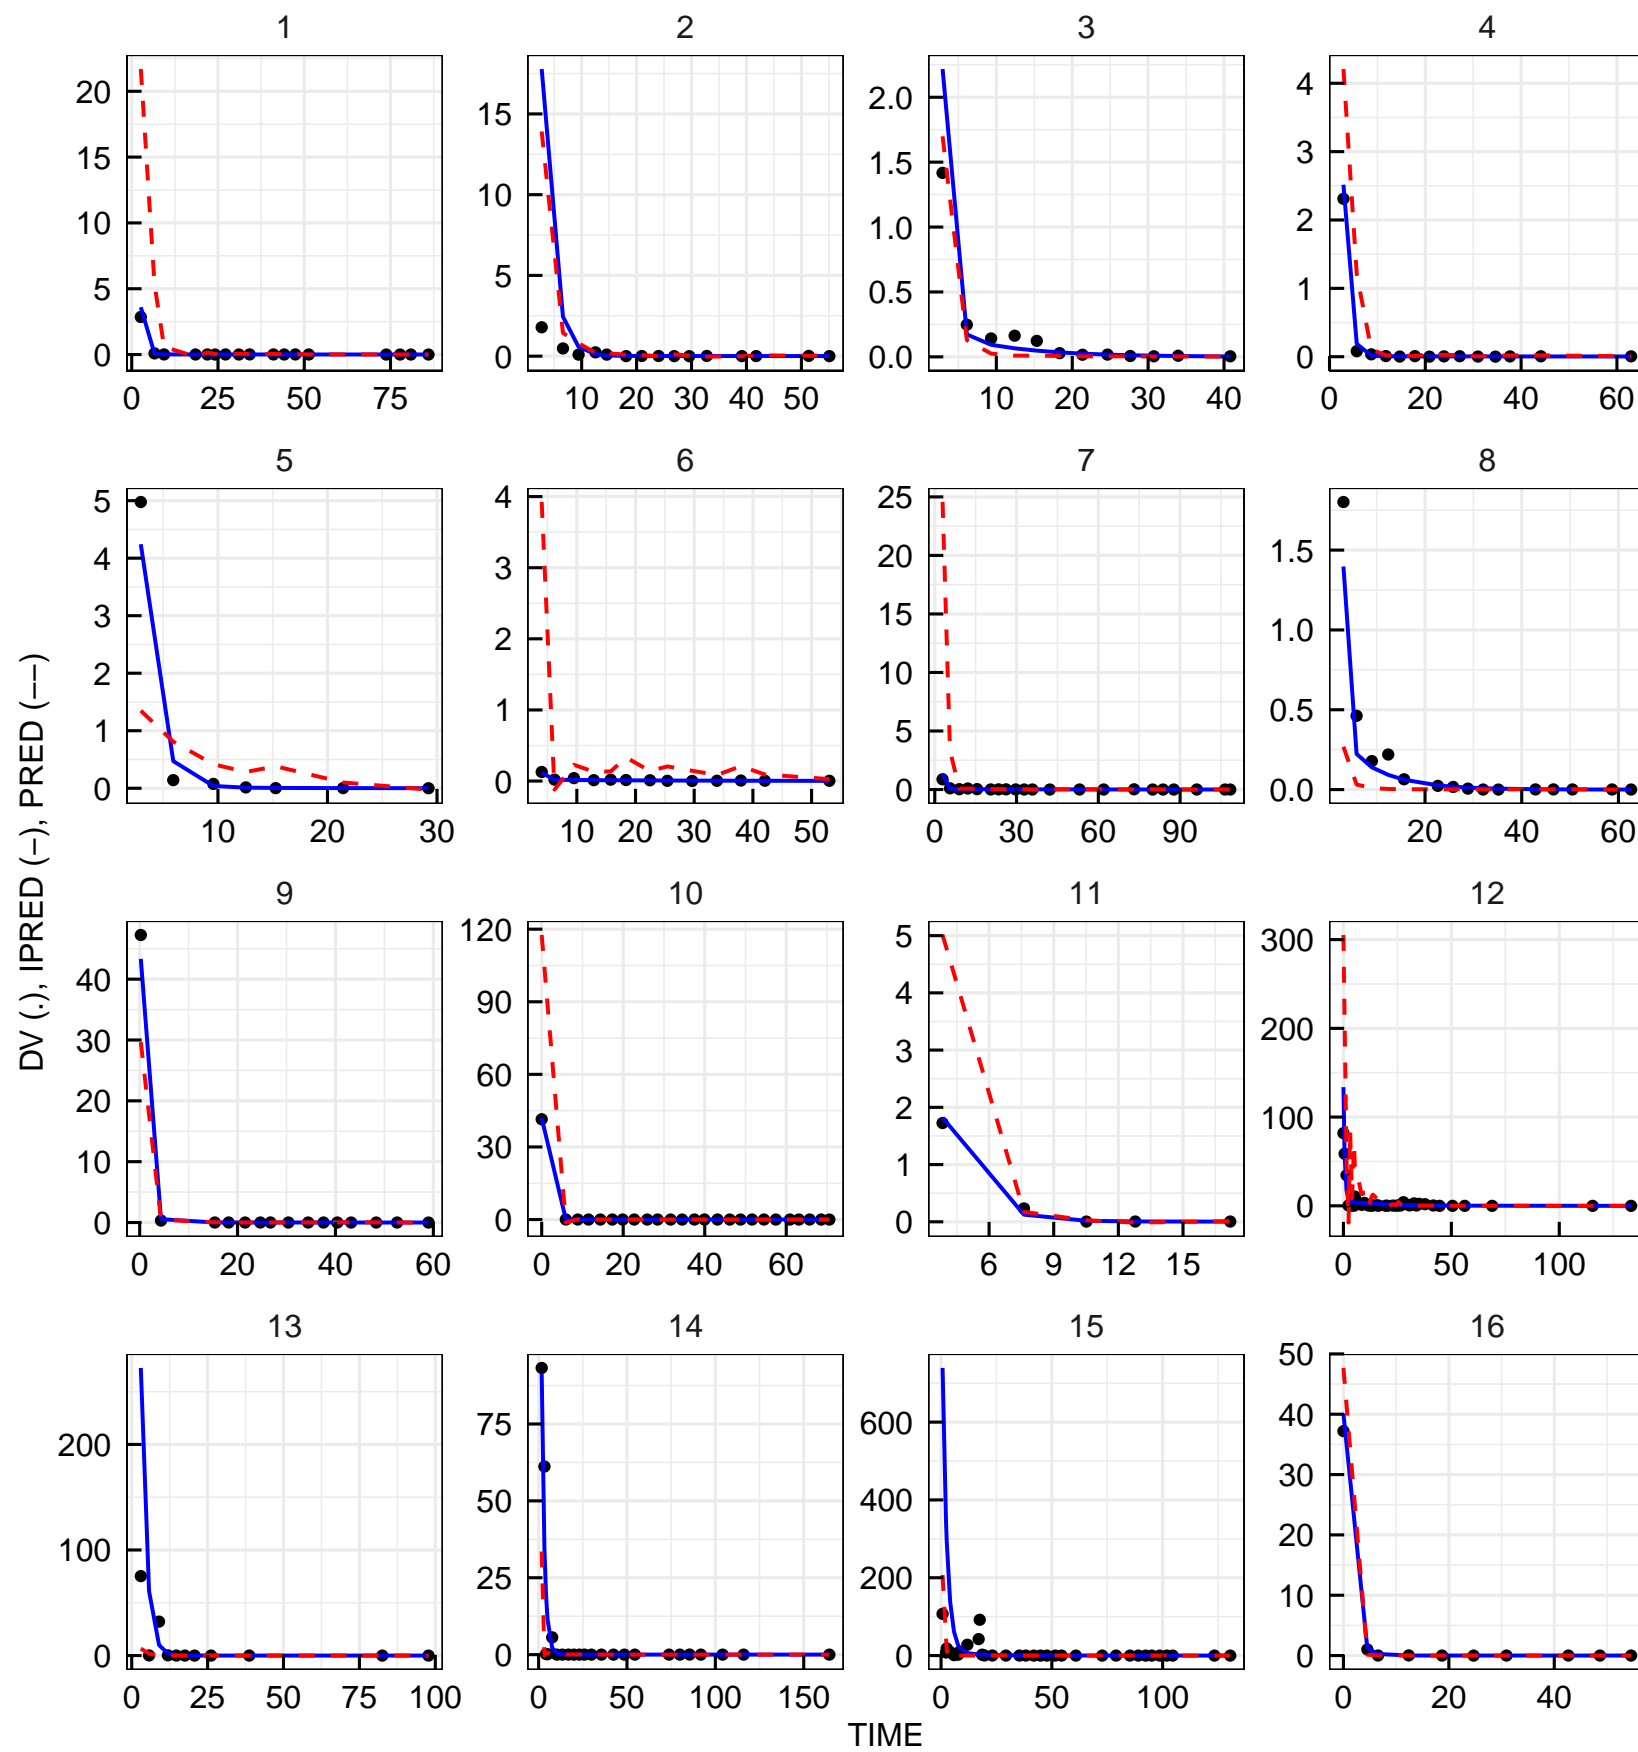 1 2 3 4
20 15 2.0 4
15 10 1.5 3
10 5 1.0 2
5 0 0.5 1
0 0.0 0
0 25 50 75 10 20 30 40 50 10 20 30 40 0 20 40 60
5 6 7 8
5 4 25 1.5
4 3 20 1.0
3 2 15 0.5
2 1 10 0.0
1 0 5
0 0
10 20 30 10 20 30 40 50 0 30 60 90 20 40 60
DV (.), IPRED (−), PRED (−−)
9 10 11 12
40 120 5 300
30 90 4 200
20 60 3 100
10 30 2 0
0 0 1
0
0 20 40 60 0 20 40 60 6 9 12 15 0 50 100
13 14 15 16
200 75 600 50
100 50 400 40
0 25 200 30
0 0 20
10
0
0 25 50 75 100 0 50 100 150 0 50 100 0 20 40
TIME